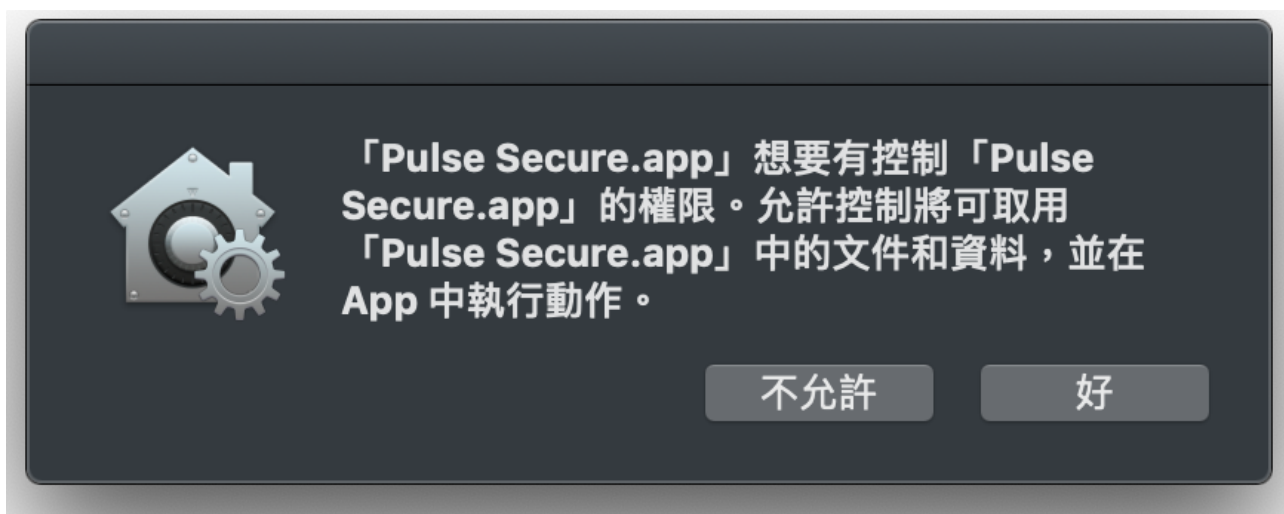 「Pulse Secure.app」想要有控制「Pulse
Secure.app」的權限。允許控制將可取用
「Pulse Secure.app」中的文件和資料，並在
App 中執行動作。
不允許
好